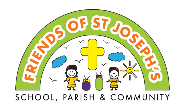 FRIENDS OF ST JOSEPH'S
SCHOOL, PARISH & COMMUNITY